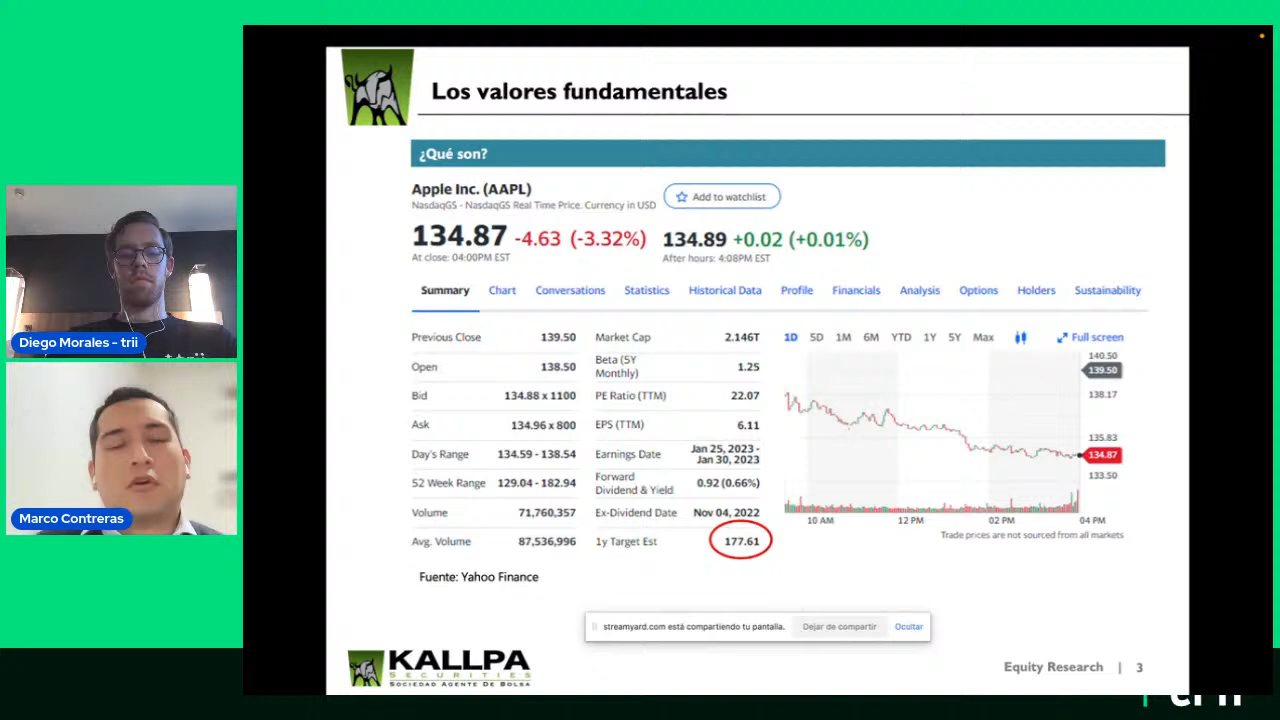 Los valores fundamentales
¿Qué son?
Apple Inc. (AAPL)
NasdaqGS - NasdaqGS Real Time Price. Currency in USD
Add to watchlist
134.87 -4.63 (-3.32%)
At close: 04:00PM EST
134.89 +0.02 (+0.01%)
After hours: 4:08PM EST
Summary Chart Conversations Statistics Historical Data Profile Financials Analysis Options Holders Sustainability
Previous Close 139.50
Open 138.50
Bid 134.88 x 1100
Ask 134.96 x 800
Day's Range 134.59 - 138.54
52 Week Range 129.04 - 182.94
Volume 71,760,357
Avg. Volume 87,536,996
Market Cap 2.146T
Beta (5Y
Monthly) 1.25
PE Ratio (TTM) 22.07
EPS (TTM) 6.11
Earnings Date Jan 25, 2023 -
Jan 30, 2023
Forward
Dividend & Yield 0.92 (0.66%)
Ex-Dividend Date Nov 04, 2022
1y Target Est 177.61
1D 5D 1M 6M YTD 1Y 5Y Max Full screen
140.50
139.50
138.17
135.83
134.87
133.50
10 AM 12 PM 02 PM 04 PM
Trade prices are not sourced from all markets
Fuente: Yahoo Finance
streamyard.com está compartiendo tu pantalla. Dejar de compartir Ocultar
KALLPA
SECURITIES
SOCIEDAD AGENTE DE BOLSA
Equity Research | 3
Diego Morales - trii
Marco Contreras